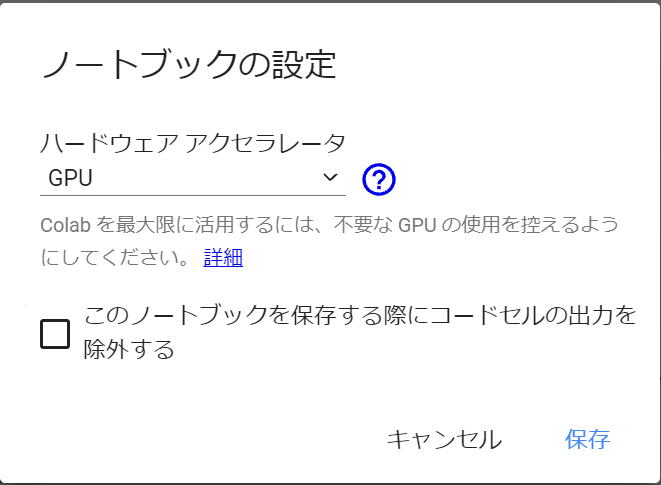 ノートブックの設定
ハードウェア アクセラレータ
GPU
?
Colab を最大限に活用するには、不要な GPU の使用を控えるよう
にしてください。 詳細
このノートブックを保存する際にコードセルの出力を
除外する
キャンセル 保存